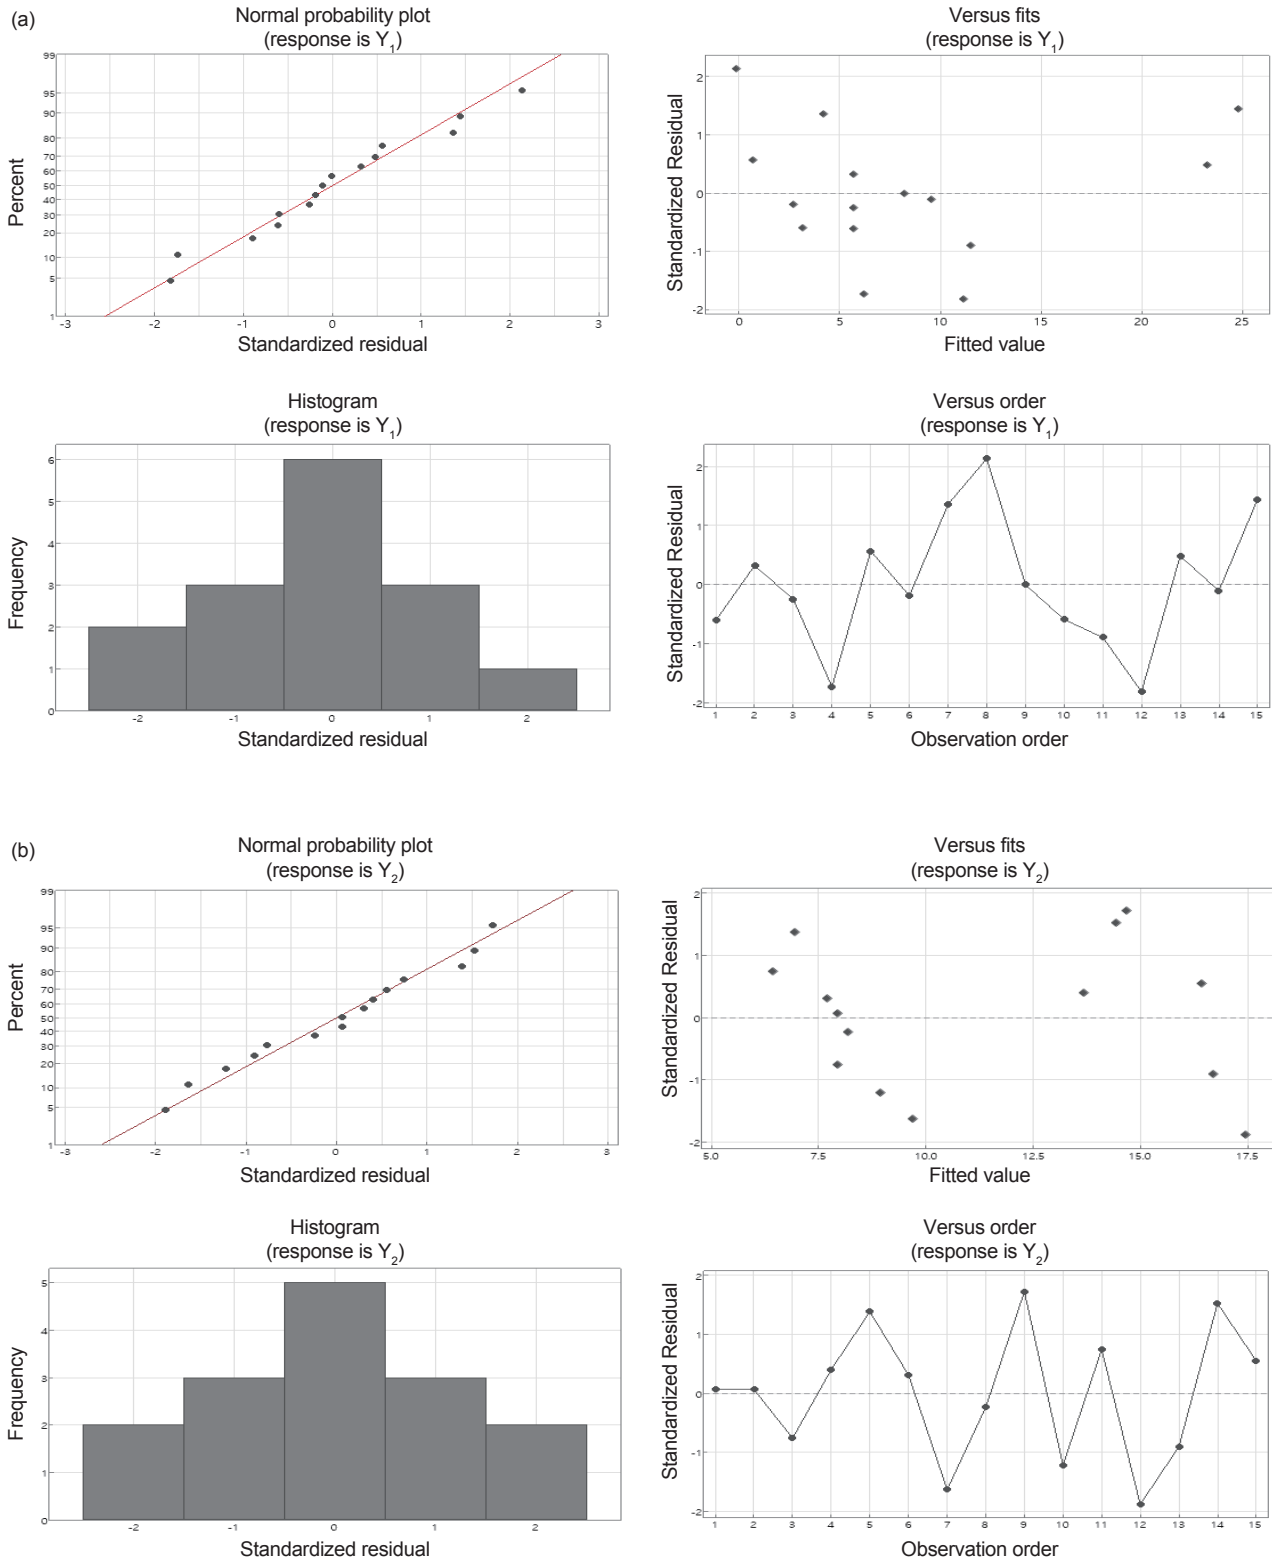 (a)
Normal probability plot
(response is Y1)
99
95
90
80
70
60
50
40
30
20
10
5
1
Percent
-3 -2 -1 0 1 2 3
Standardized residual
Versus fits
(response is Y1)
2
1
0
-1
-2
Standardized Residual
0 5 10 15 20 25
Fitted value
Histogram
(response is Y1)
6
5
4
3
2
1
0
Frequency
-2 -1 0 1 2
Standardized residual
Versus order
(response is Y1)
2
1
0
-1
-2
Standardized Residual
1 2 3 4 5 6 7 8 9 10 11 12 13 14 15
Observation order
(b)
Normal probability plot
(response is Y2)
99
95
90
80
70
60
50
40
30
20
10
5
1
Percent
-3 -2 -1 0 1 2 3
Standardized residual
Versus fits
(response is Y2)
2
1
0
-1
-2
Standardized Residual
5.0 7.5 10.0 12.5 15.0 17.5
Fitted value
Histogram
(response is Y2)
5
4
3
2
1
0
Frequency
-2 -1 0 1 2
Standardized residual
Versus order
(response is Y2)
2
1
0
-1
-2
Standardized Residual
1 2 3 4 5 6 7 8 9 10 11 12 13 14 15
Observation order